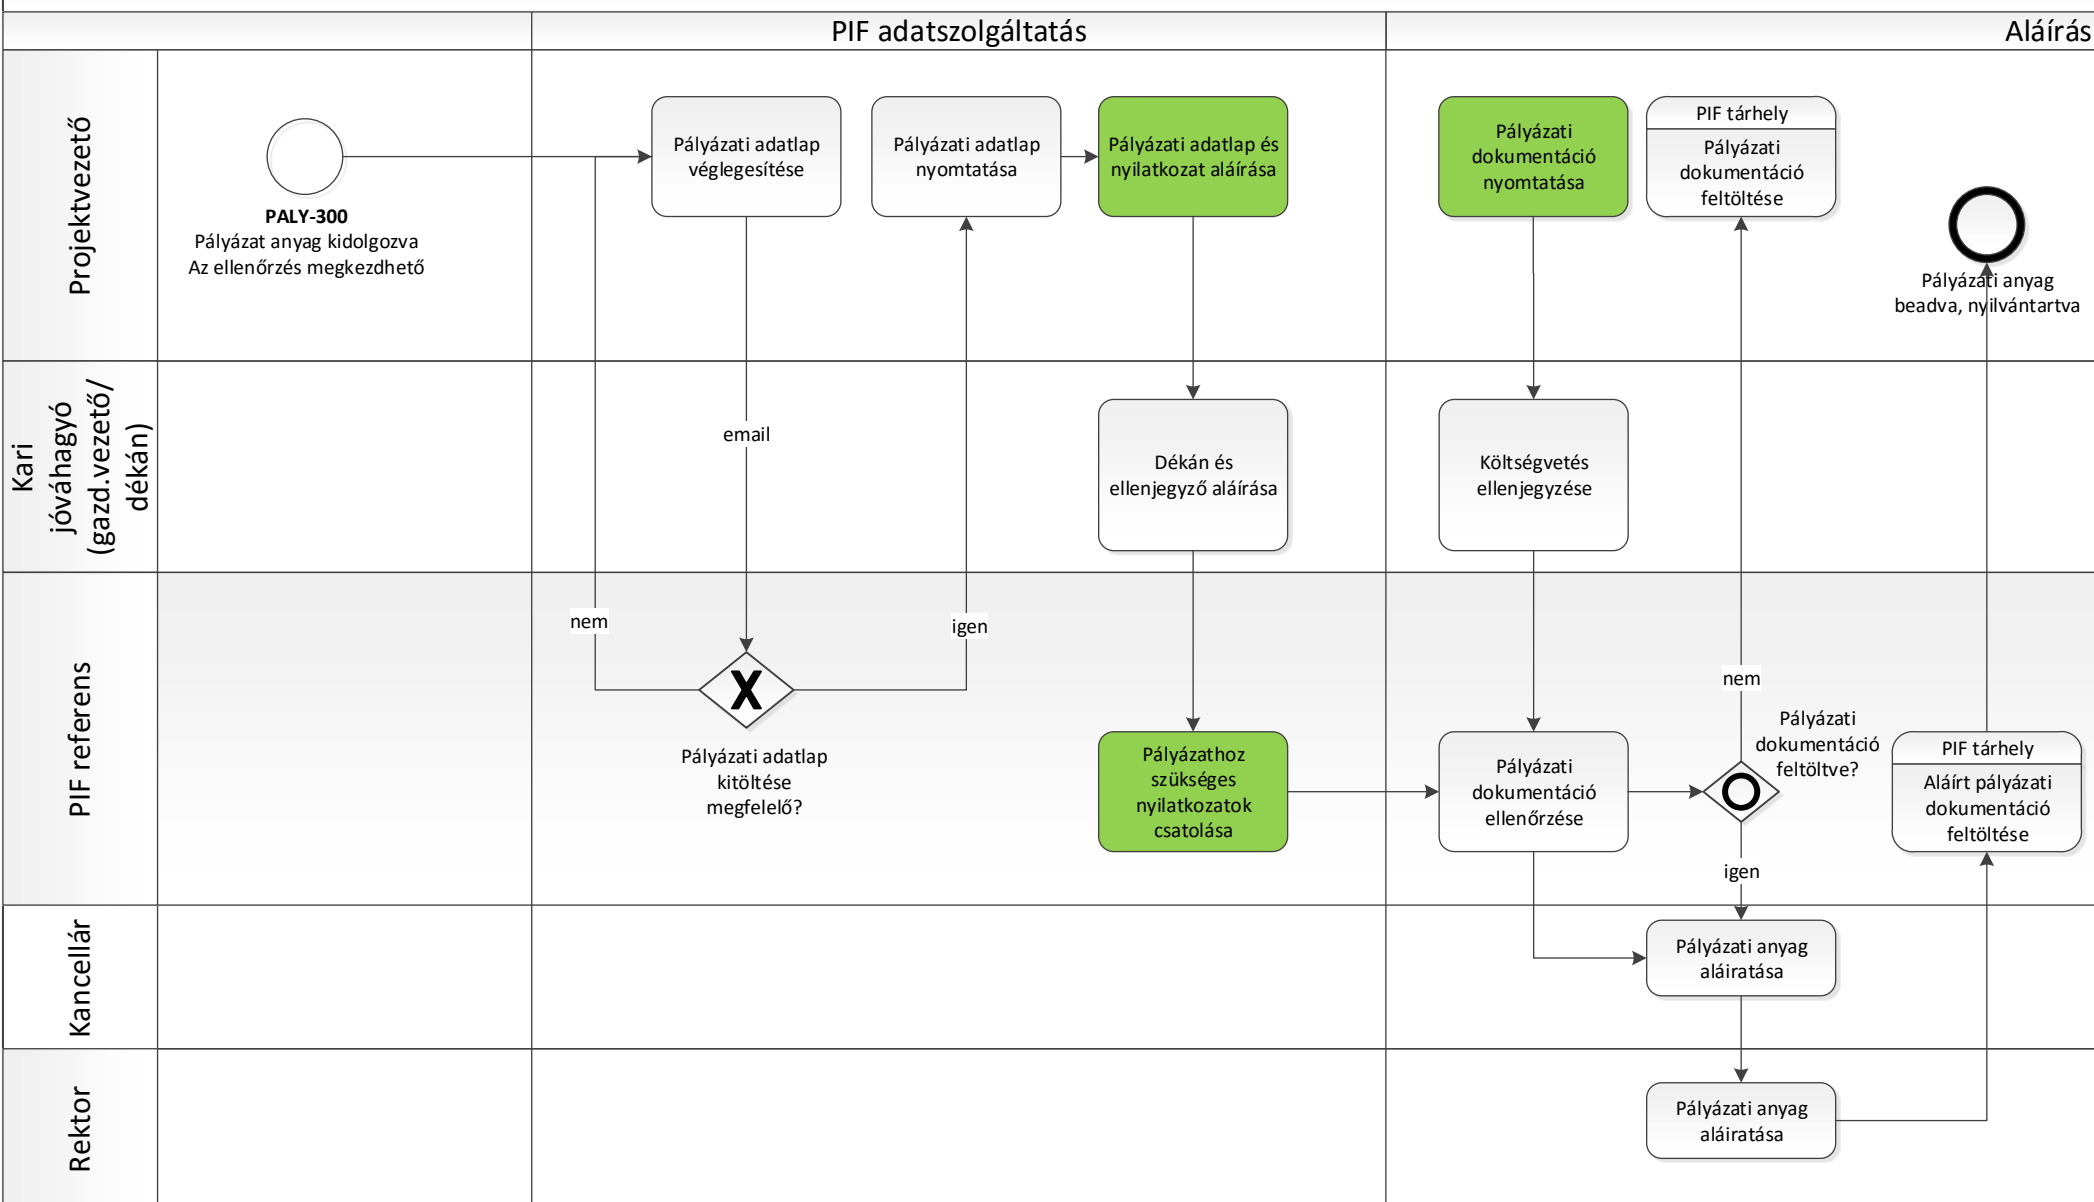 PIF adatszolgáltatás
Aláírás
Projektvezető
PALY-300
Pályázat anyag kidolgozva
Az ellenőrzés megkezdhető
Pályázati adatlap
véglegesítése
Pályázati adatlap
nyomtatása
Pályázati adatlap és
nyilatkozat aláírása
Pályázati
dokumentáció
nyomtatása
PIF tárhely
Pályázati
dokumentáció
feltöltése
Pályázati anyag
beadva, nyilvántartva
Kari
jóváhagyó
(gazd.vezető/
dékán)
email
Dékán és
ellenjegyző aláírása
Költségvetés
ellenjegyzése
PIF referens
nem
igen
Pályázati adatlap
kitöltése
megfelelő?
Pályázathoz
szükséges
nyilatkozatok
csatolása
Pályázati
dokumentáció
ellenőrzése
nem
Pályázati
dokumentáció
feltöltve?
igen
PIF tárhely
Aláírt pályázati
dokumentáció
feltöltése
Kancellár
Pályázati anyag
aláiratása
Rektor
Pályázati anyag
aláiratása